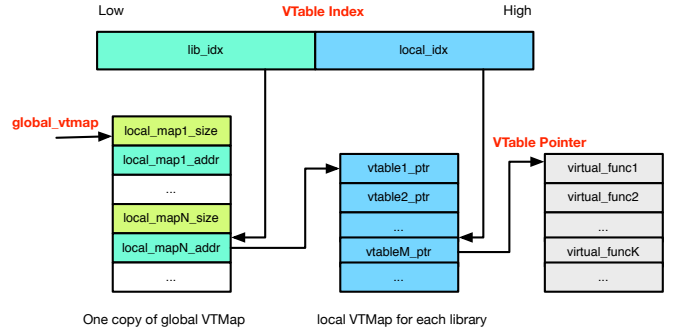 Low VTable Index High
lib_idx local_idx
global_vtmap
local_map1_size
local_map1_addr
...
local_mapN_size
local_mapN_addr
...
vtable1_ptr
vtable2_ptr
...
vtableM_ptr
...
VTable Pointer
virtual_func1
virtual_func2
...
virtual_funcK
...
One copy of global VTMap local VTMap for each library